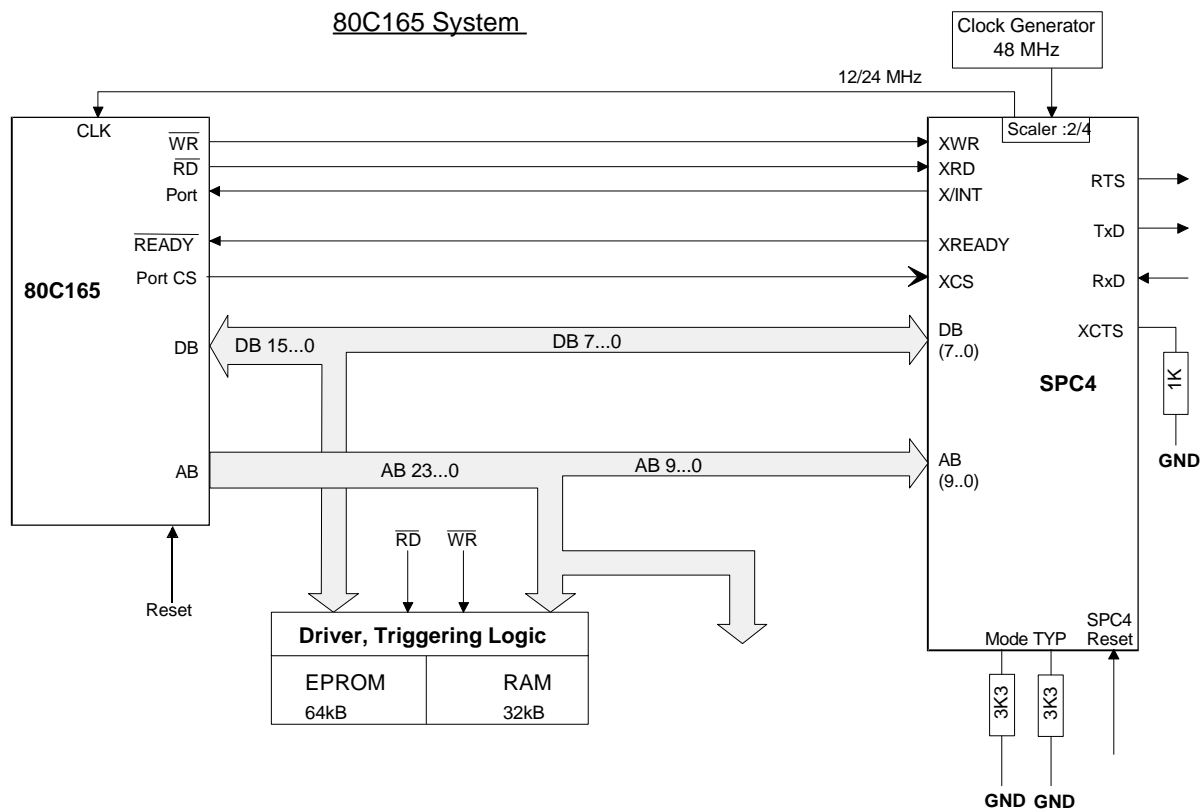 80C165 System
Clock Generator
48 MHz
12/24 MHz
CLK
Scaler :2/4
WR
XWR
RD
XRD
Port
X/INT
RTS
READY
XREADY
TxD
Port CS
XCS
RxD
80C165
DB
DB 15...0
DB 7...0
DB
(7..0)
XCTS
SPC4
1K
GND
AB
AB 23...0
AB 9...0
AB
(9..0)
RD
WR
Reset
Driver, Triggering Logic
EPROM
64kB
RAM
32kB
Mode TYP
SPC4
Reset
3K3
3K3
GND
GND